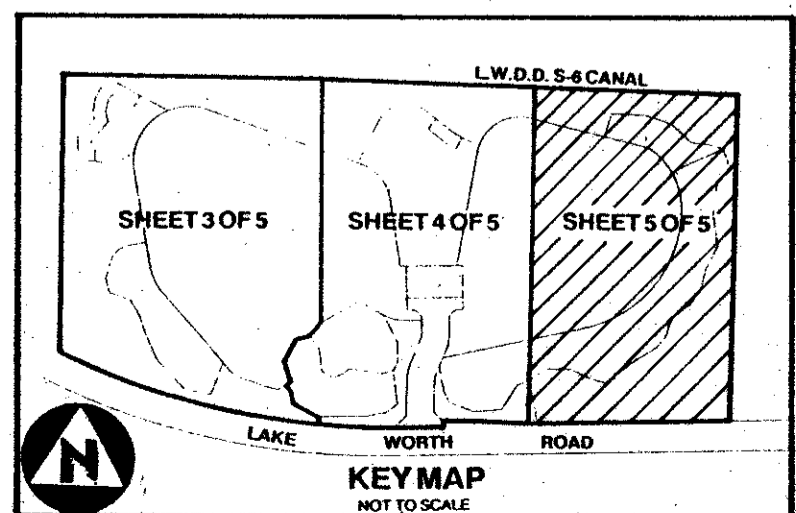 L.W.D.D. S-6 CANAL
SHEET 3 OF 5
SHEET 4 OF 5
SHEET 5 OF 5
LAKE WORTH ROAD
N
KEY MAP
NOT TO SCALE